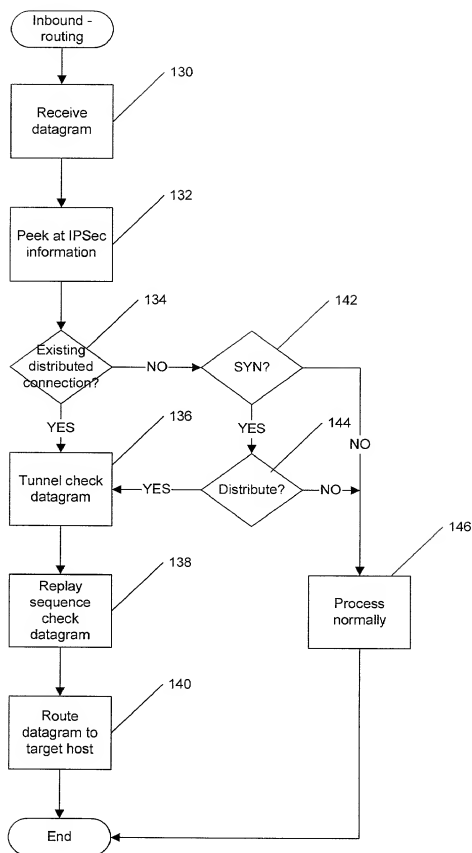 Inbound -
routing
130
Receive
datagram
132
Peek at IPSec
information
134
142
Existing
distributed
connection?
NO
SYN?
YES
136
YES
144
NO
Tunnel check
datagram
YES
Distribute?
NO
146
138
Replay
sequence
check
datagram
Process
normally
140
Route
datagram to
target host
End